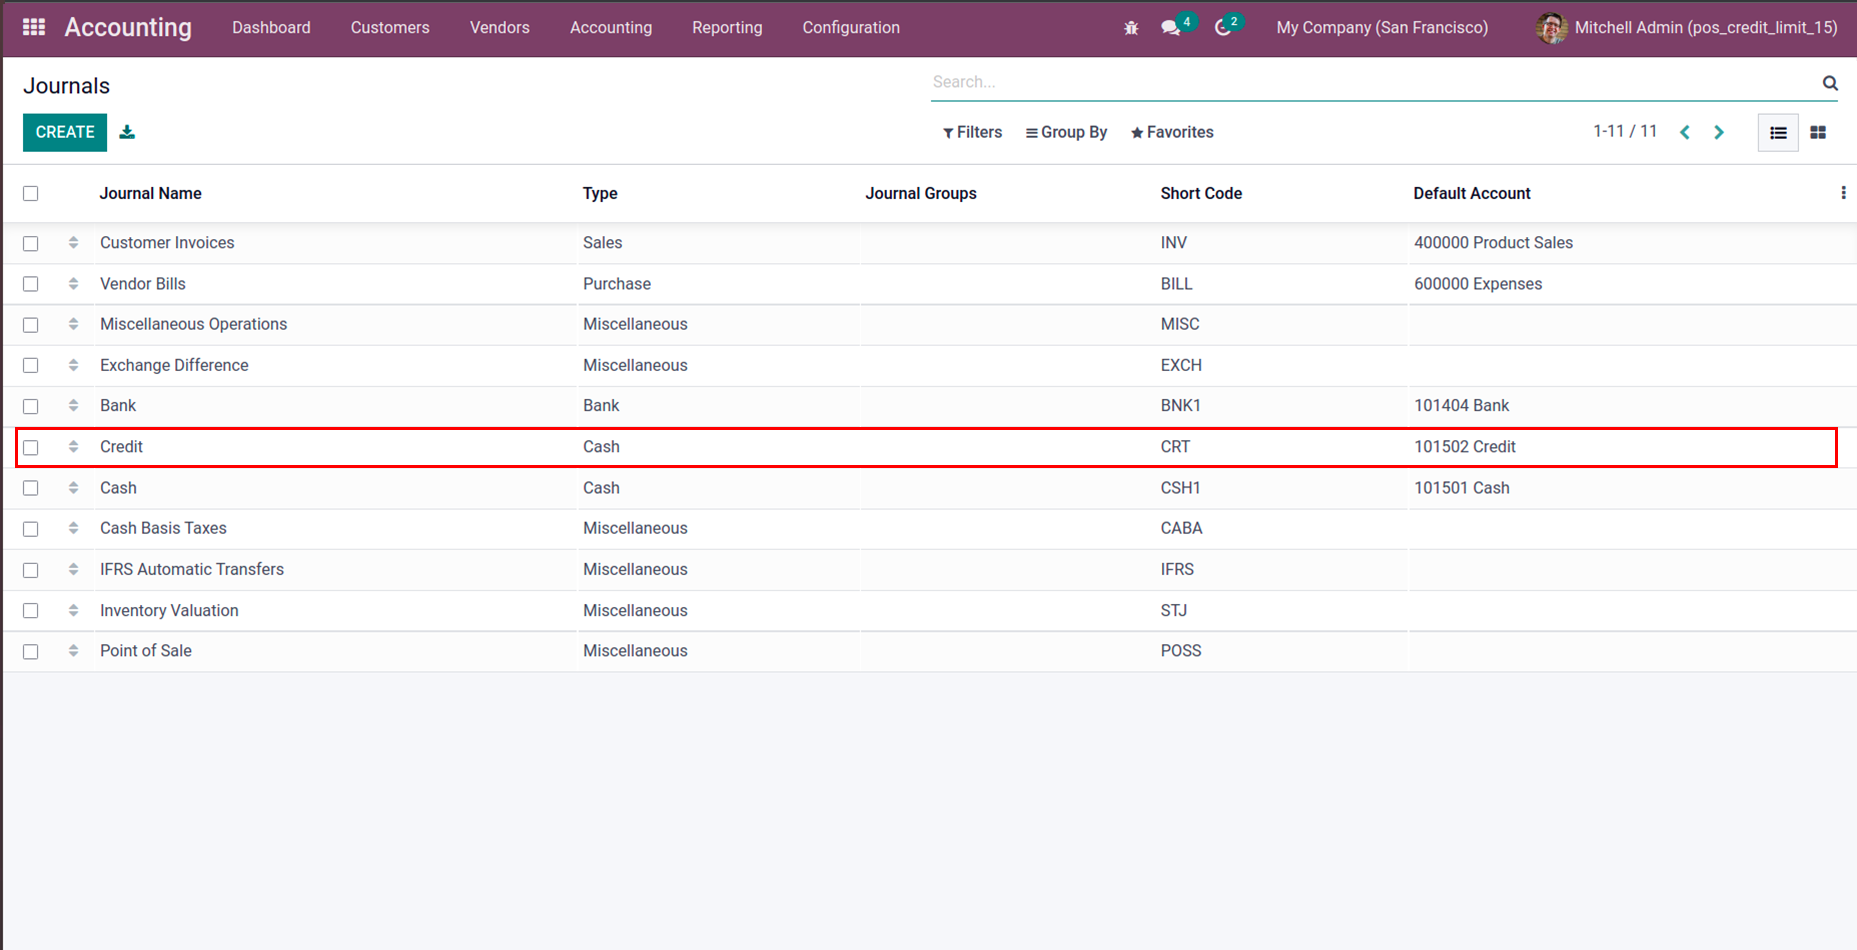 Accounting Dashboard Customers Vendors Accounting Reporting Configuration 4 2 My Company (San Francisco) Mitchell Admin (pos_credit_limit_15)
Journals Search...
CREATE Filters Group By Favorites 1-11 / 11
Journal Name Type Journal Groups Short Code Default Account
Customer Invoices Sales INV 400000 Product Sales
Vendor Bills Purchase BILL 600000 Expenses
Miscellaneous Operations Miscellaneous MISC
Exchange Difference Miscellaneous EXCH
Bank Bank BNK1 101404 Bank
Credit Cash CRT 101502 Credit
Cash Cash CSH1 101501 Cash
Cash Basis Taxes Miscellaneous CABA
IFRS Automatic Transfers Miscellaneous IFRS
Inventory Valuation Miscellaneous STJ
Point of Sale Miscellaneous POSS